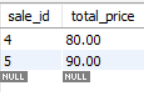 sale_id total_price
4 80.00
5 90.00
NULL NULL